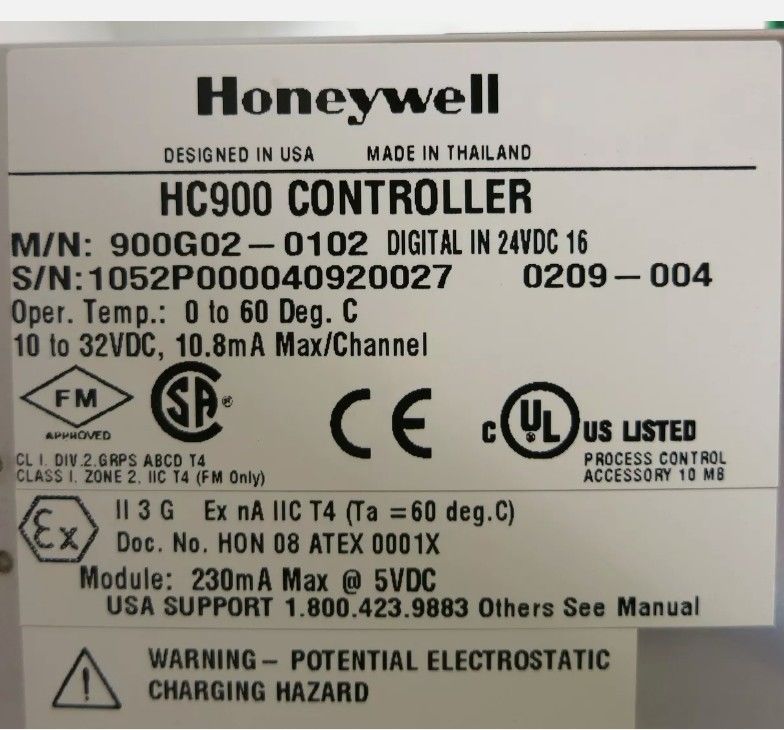 Honeywell
DESIGNED IN USA MADE IN THAILAND
HC900 CONTROLLER
M/N: 900G02-0102 DIGITAL IN 24VDC 16
S/N:1052P000040920027 0209-004
Oper. Temp.: 0 to 60 Deg. C
10 to 32VDC, 10.8mA Max/Channel
FM
APPROVED
SA ®
CE
C UL US LISTED
CL I. DIV.2.GRPS ABCD T4
CLASS I. ZONE 2. IIC T4 (FM Only)
PROCESS CONTROL
ACCESSORY 10 M8
Ex II 3 G Ex nA IIC T4 (Ta =60 deg.C)
Doc. No. HON 08 ATEX 0001X
Module: 230mA Max @ 5VDC
USA SUPPORT 1.800.423.9883 Others See Manual
WARNING- POTENTIAL ELECTROSTATIC
CHARGING HAZARD